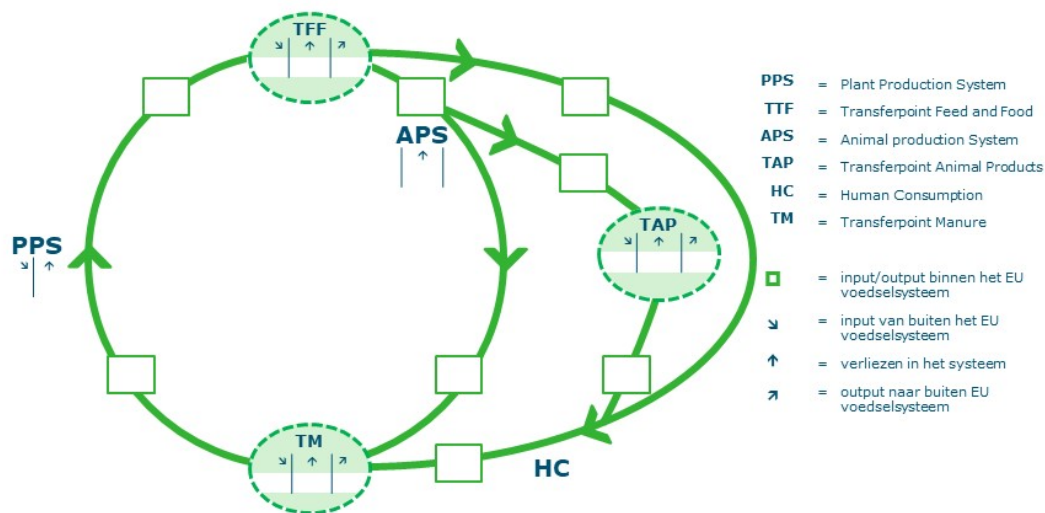 TFF
APS
PPS
TAP
TM
HC
PPS = Plant Production System
TTF = Transferpoint Feed and Food
APS = Animal production System
TAP = Transferpoint Animal Products
HC = Human Consumption
TM = Transferpoint Manure
= input/output binnen het EU
voedselsysteem
= input van buiten het EU
voedselsysteem
= verliezen in het systeem
= output naar buiten EU
voedselsysteem